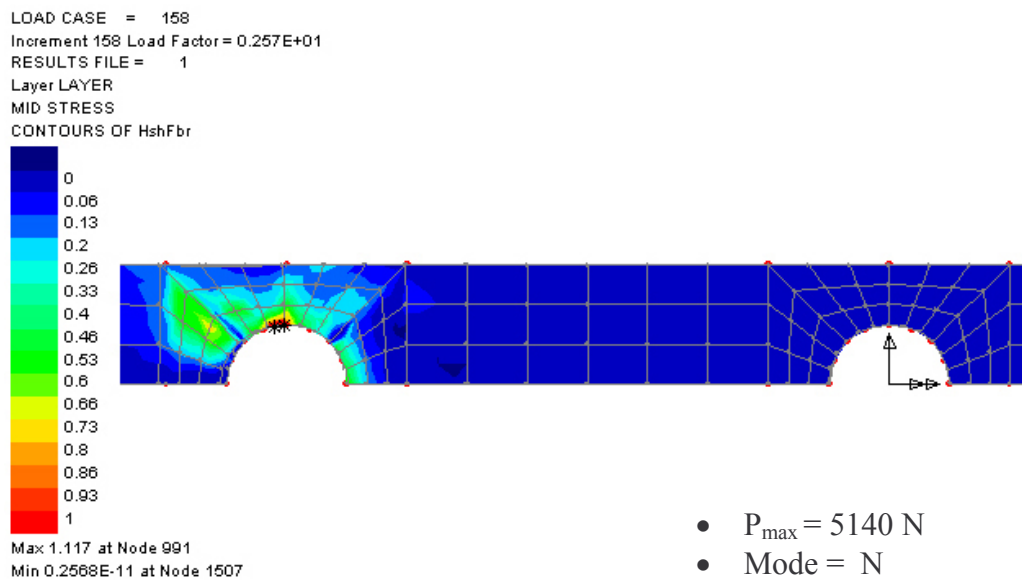 LOAD CASE = 158
Increment 158 Load Factor = 0.257E+01
RESULTS FILE = 1
Layer LAYER
MID STRESS
CONTOURS OF HshFbr
0
0.06
0.13
0.2
0.26
0.33
0.4
0.46
0.53
0.6
0.66
0.73
0.8
0.86
0.93
1
Max 1.117 at Node 991
Min 0.2568E-11 at Node 1507
• Pmax = 5140 N
• Mode = N